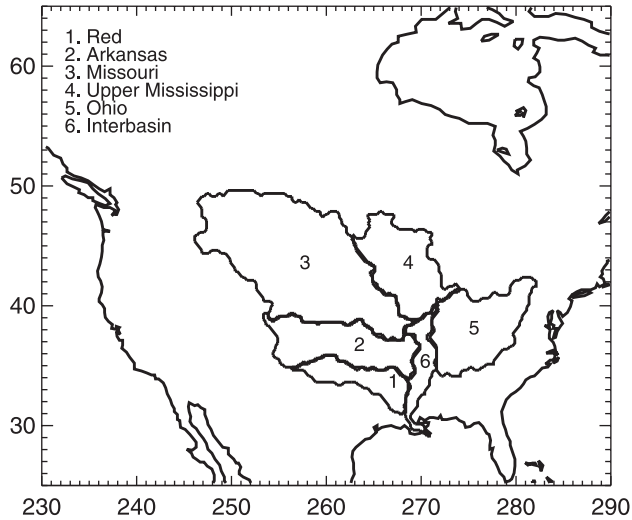 1. Red
2. Arkansas
3. Missouri
4. Upper Mississippi
5. Ohio
6. Interbasin
60
50
40
30
3
4
5
2
6
1
230 240 250 260 270 280 290